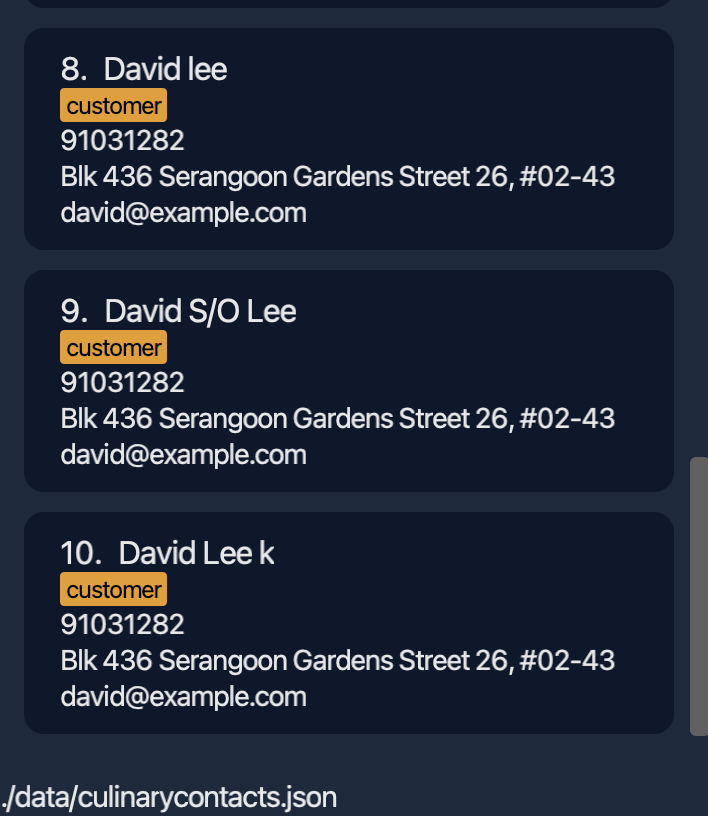 8. David lee
customer
91031282
Blk 436 Serangoon Gardens Street 26, #02-43
david@example.com
9. David S/O Lee
customer
91031282
Blk 436 Serangoon Gardens Street 26, #02-43
david@example.com
10. David Lee k
customer
91031282
Blk 436 Serangoon Gardens Street 26, #02-43
david@example.com
./data/culinarycontacts.json